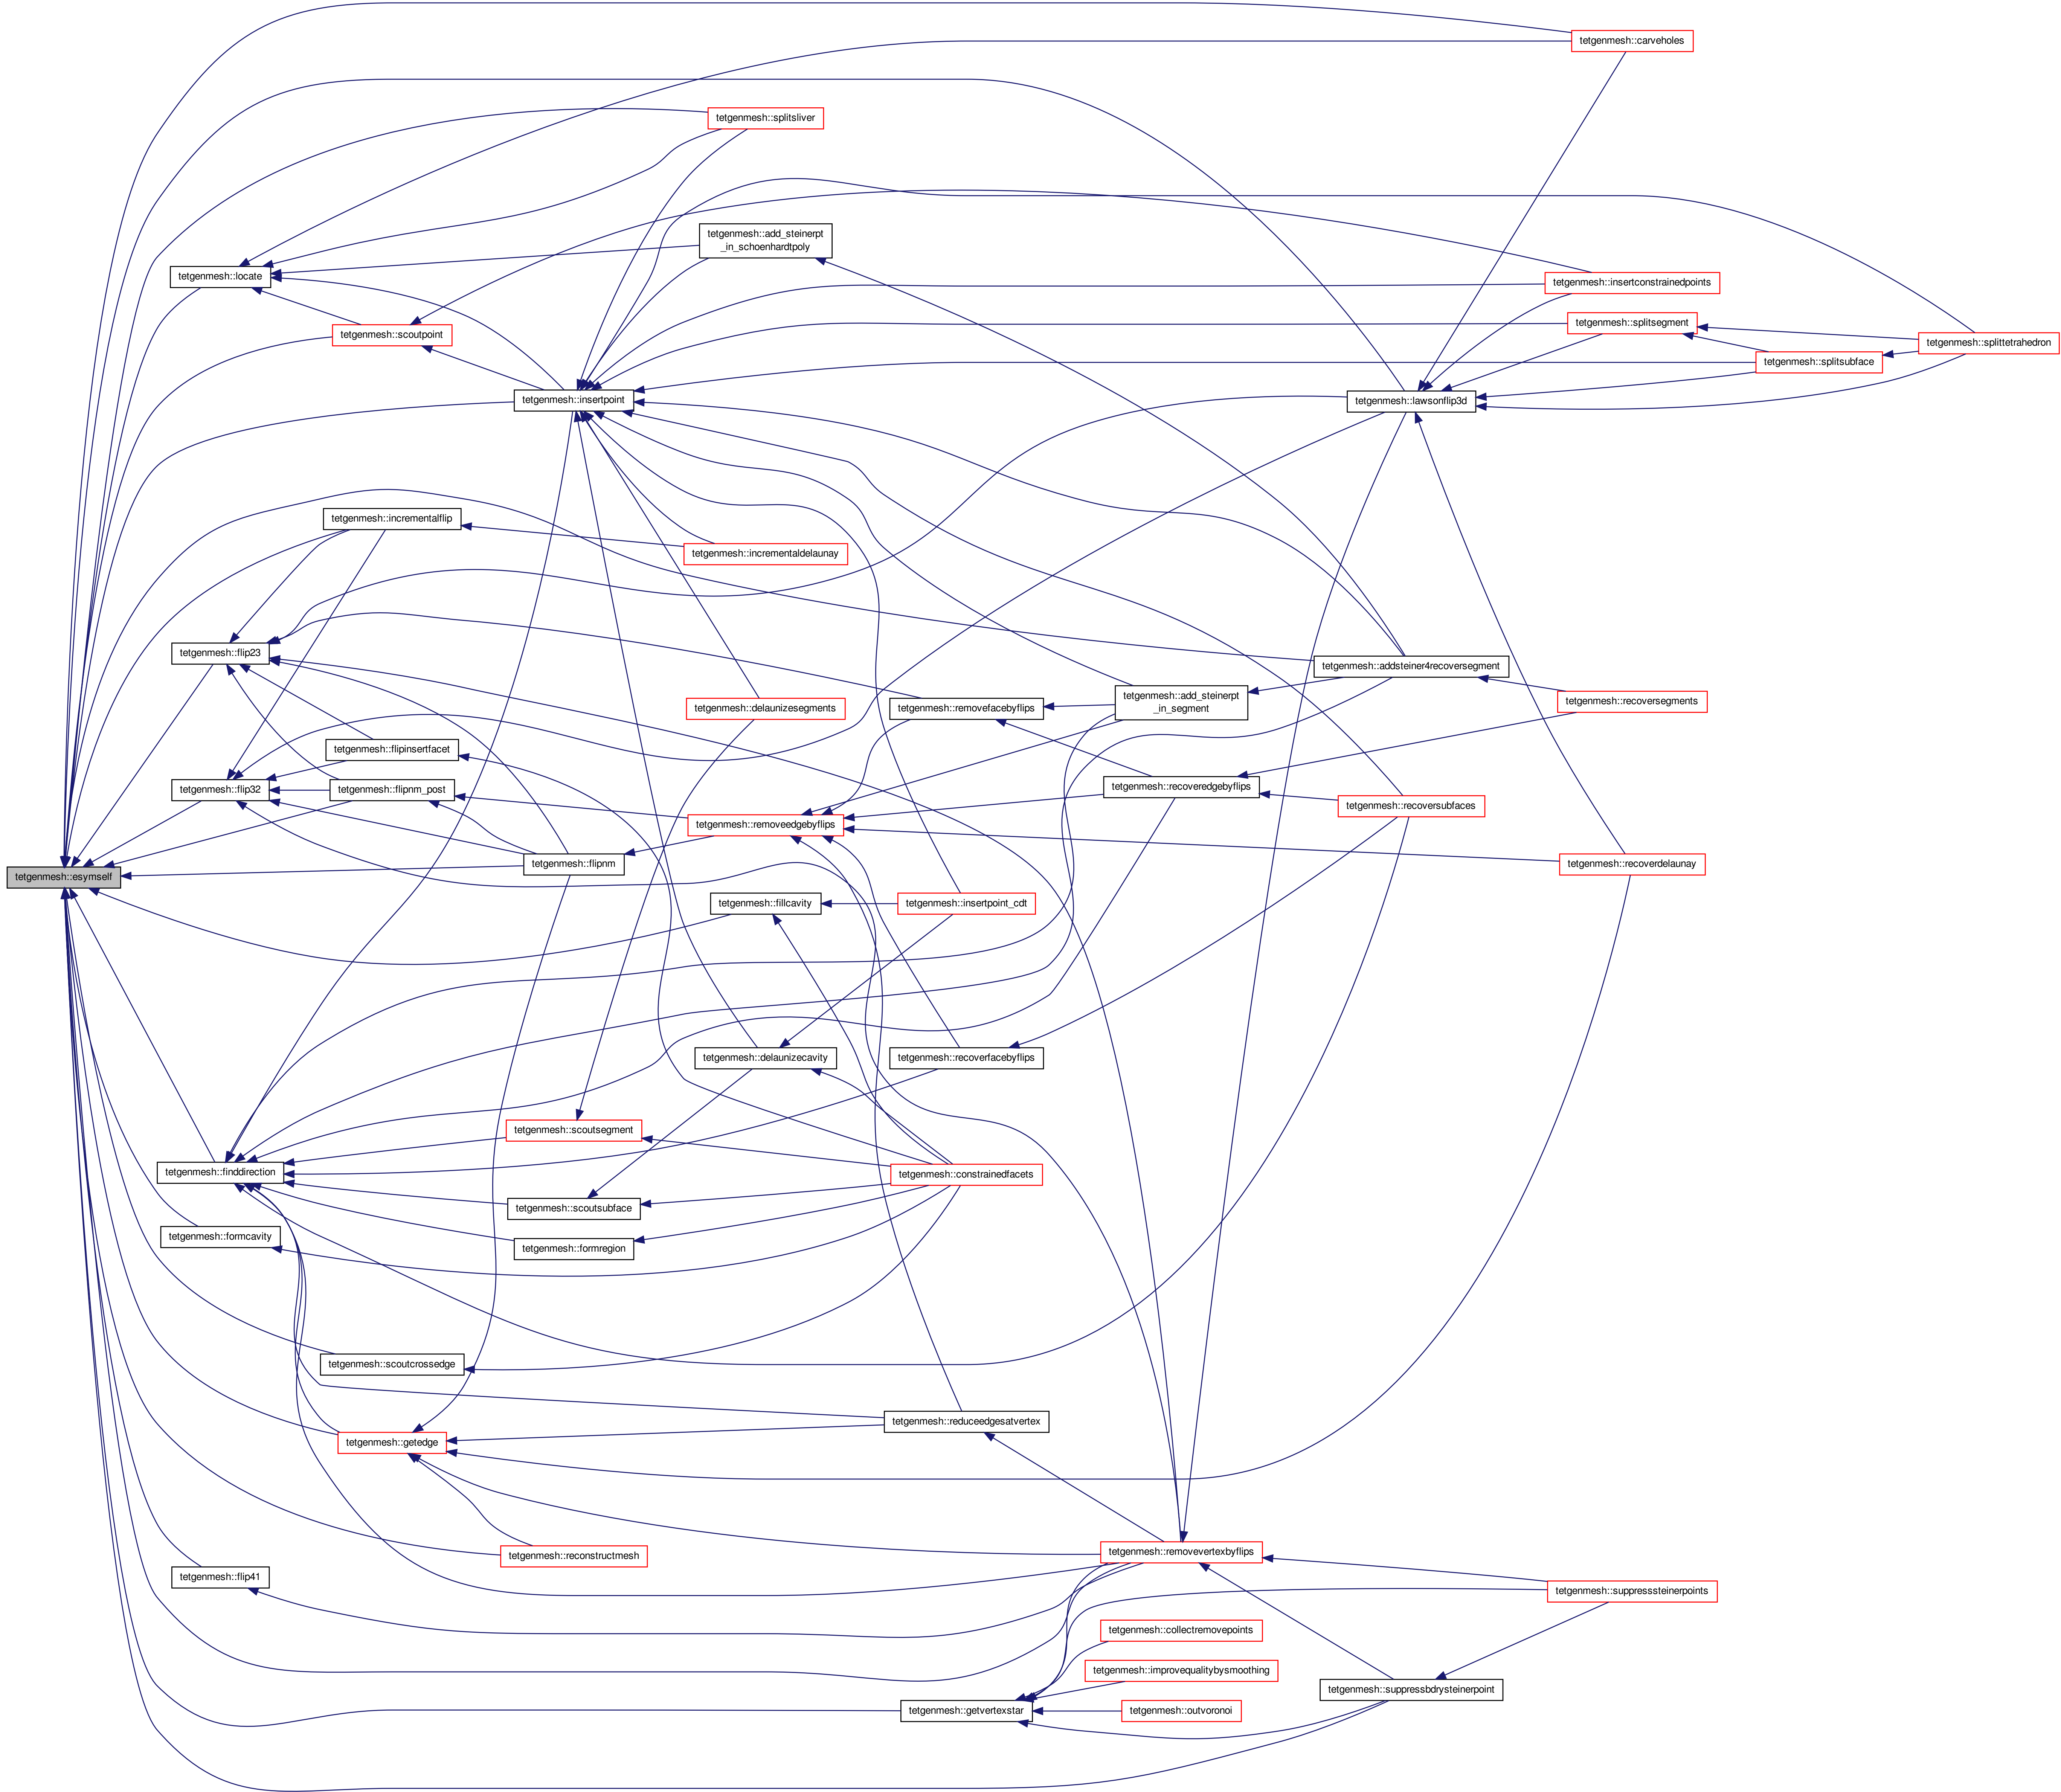 tetgenmesh::carveholes
tetgenmesh::splitsliver
tetgenmesh::add_steinerpt
_in_schoenhardtpoly
tetgenmesh::locate
tetgenmesh::insertconstrainedpoints
tetgenmesh::splitsegment
tetgenmesh::scoutpoint
tetgenmesh::splittetrahedron
tetgenmesh::splitsubface
tetgenmesh::insertpoint
tetgenmesh::lawsonflip3d
tetgenmesh::incrementalflip
tetgenmesh::incrementaldelaunay
tetgenmesh::flip23
tetgenmesh::addsteiner4recoversegment
tetgenmesh::add_steinerpt
_in_segment
tetgenmesh::recoversegments
tetgenmesh::delaunizesegments
tetgenmesh::removefacebyflips
tetgenmesh::flipinsertfacet
tetgenmesh::recoveredgebyflips
tetgenmesh::flip32
tetgenmesh::flipnm_post
tetgenmesh::recoversubfaces
tetgenmesh::removeedgebyflips
tetgenmesh::flipnm
tetgenmesh::recoverdelaunay
tetgenmesh::esymself
tetgenmesh::fillcavity
tetgenmesh::insertpoint_cdt
tetgenmesh::delaunizecavity
tetgenmesh::recoverfacebyflips
tetgenmesh::scoutsegment
tetgenmesh::finddirection
tetgenmesh::constrainedfacets
tetgenmesh::scoutsubface
tetgenmesh::formcavity
tetgenmesh::formregion
tetgenmesh::scoutcrossedge
tetgenmesh::reduceedgesatvertex
tetgenmesh::getedge
tetgenmesh::removevertexbyflips
tetgenmesh::reconstructmesh
tetgenmesh::flip41
tetgenmesh::suppresssteinerpoints
tetgenmesh::collectremovepoints
tetgenmesh::improvequalitybysmoothing
tetgenmesh::suppressbdrysteinerpoint
tetgenmesh::getvertexstar
tetgenmesh::outvoronoi